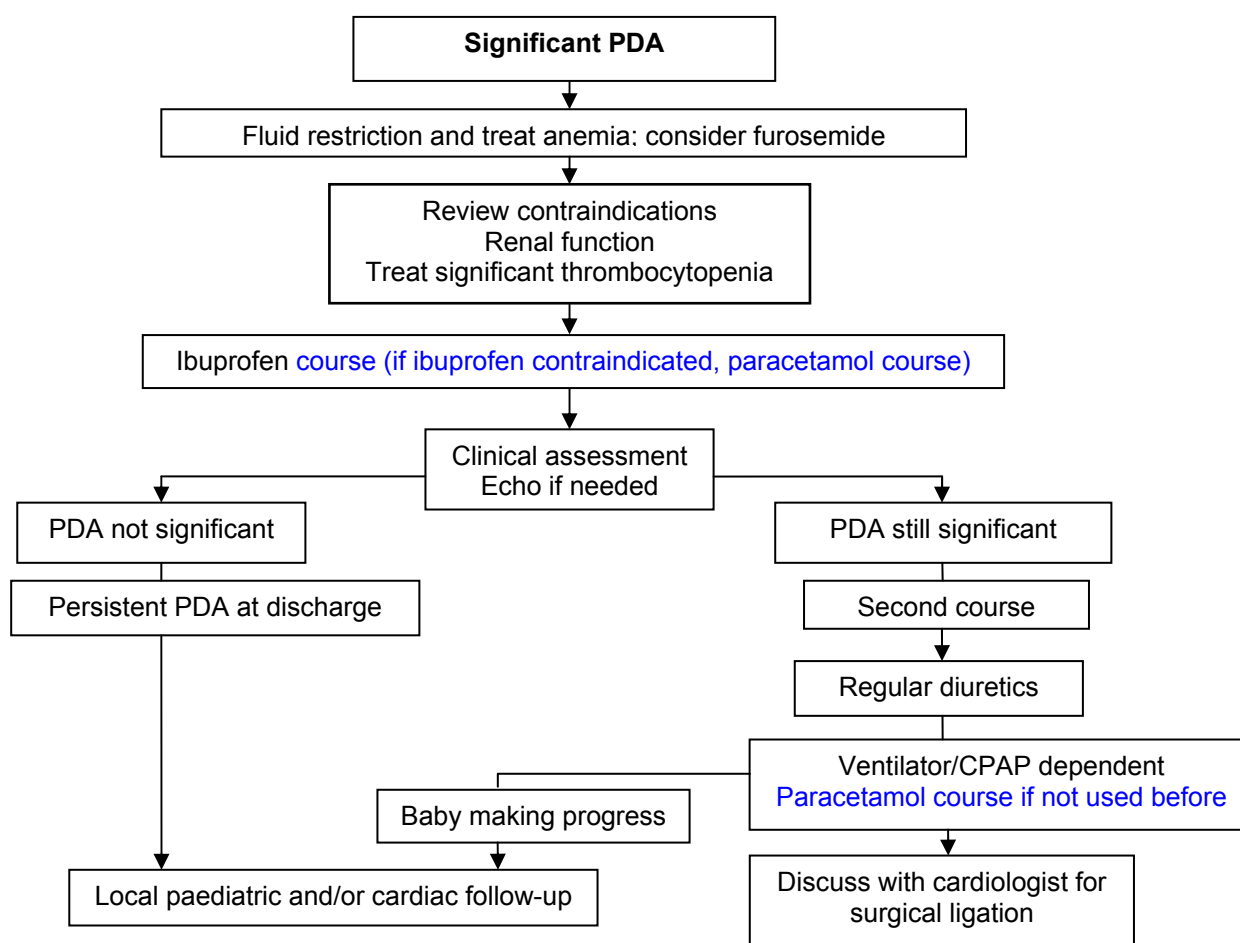 Significant PDA
Fluid restriction and treat anemia: consider furosemide
Review contraindications
Renal function
Treat significant thrombocytopenia
Ibuprofen course (if ibuprofen contraindicated, paracetamol course)
Clinical assessment
Echo if needed
PDA not significant
PDA still significant
Persistent PDA at discharge
Second course
Regular diuretics
Ventilator/CPAP dependent
Paracetamol course if not used before
Baby making progress
Local paediatric and/or cardiac follow-up
Discuss with cardiologist for
surgical ligation